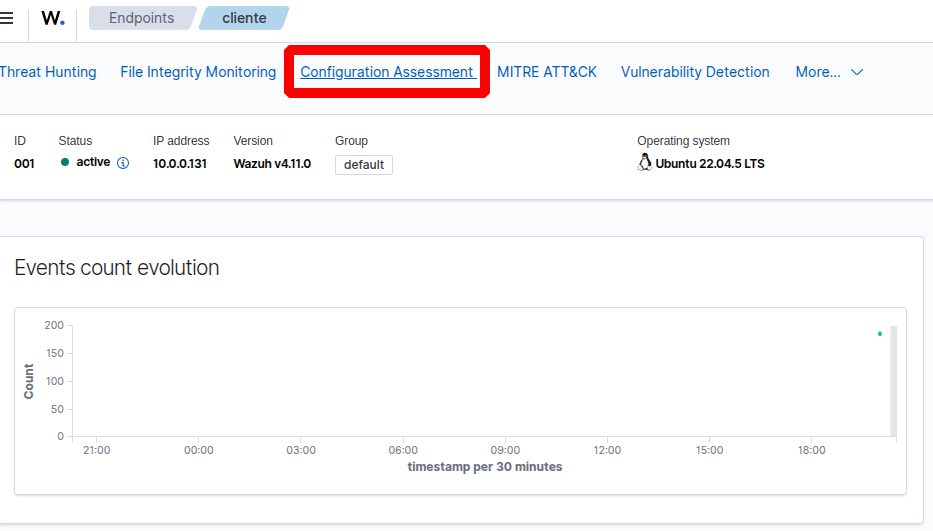 W.
Endpoints
cliente
Threat Hunting
File Integrity Monitoring
Configuration Assessment
MITRE ATT&CK
Vulnerability Detection
More...
ID
Status
IP address
Version
Group
Operating system
001
active
10.0.0.131
Wazuh v4.11.0
default
Ubuntu 22.04.5 LTS
Events count evolution
200
150
100
50
0
Count
21:00
00:00
03:00
06:00
09:00
12:00
15:00
18:00
timestamp per 30 minutes